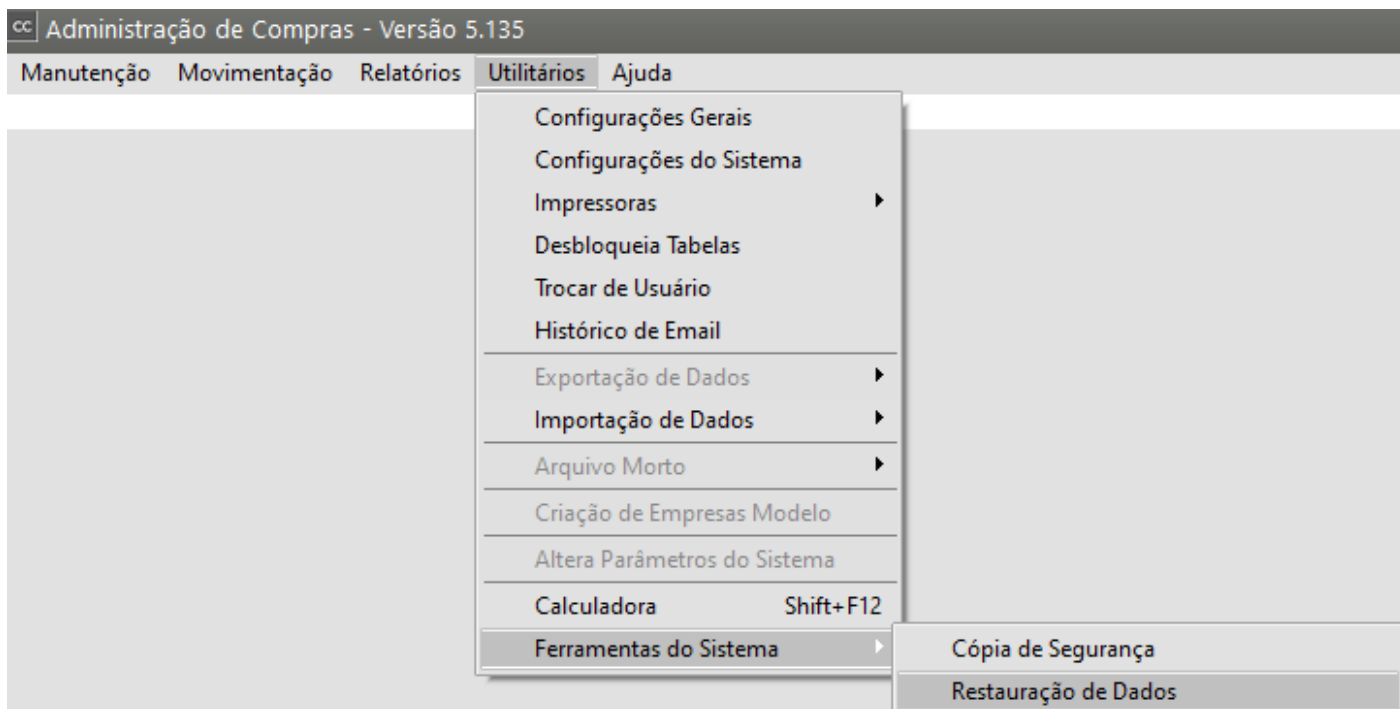 cc Administração de Compras - Versão 5.135
Manutenção Movimentação Relatórios Utilitários Ajuda
Configurações Gerais
Configurações do Sistema
Impressoras
Desbloqueia Tabelas
Trocar de Usuário
Histórico de Email
Exportação de Dados
Importação de Dados
Arquivo Morto
Criação de Empresas Modelo
Altera Parâmetros do Sistema
Calculadora Shift+F12
Ferramentas do Sistema
Cópia de Segurança
Restauração de Dados